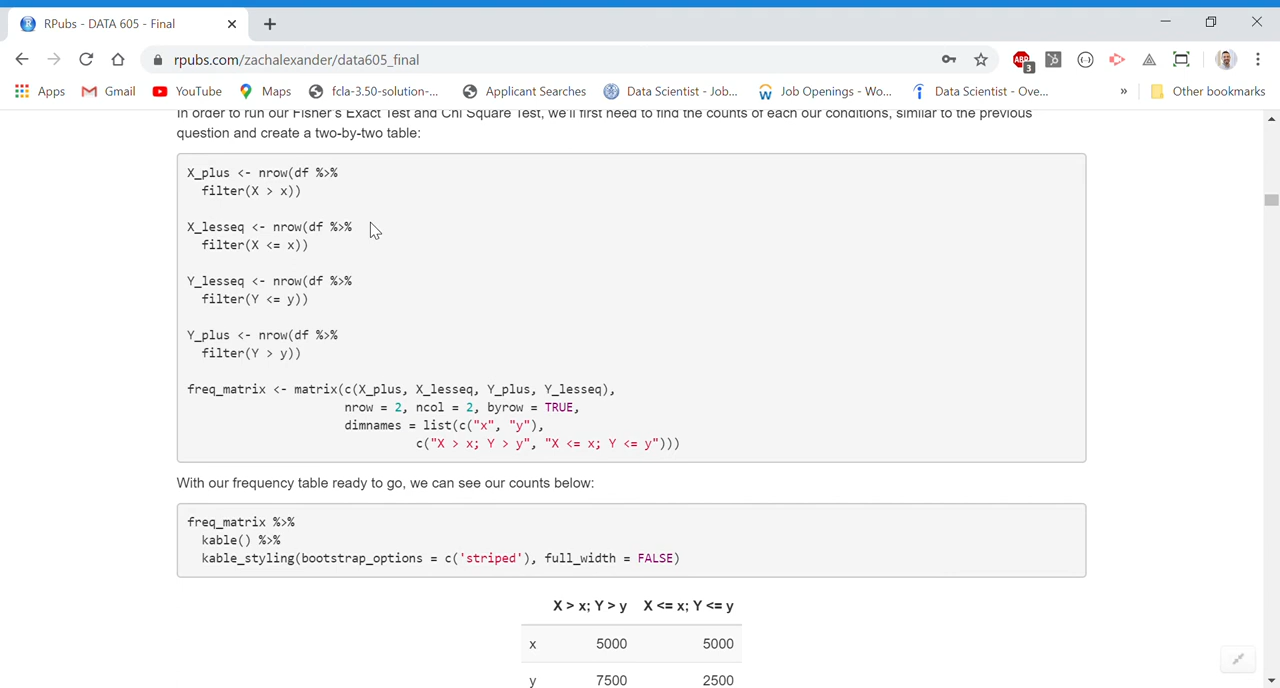 RPubs - DATA 605 - Final
rpubs.com/zachalexander/data605_final
ABP
3
Apps
Gmail
YouTube
Maps
fcla-3.50-solution-...
Applicant Searches
Data Scientist - Job...
Job Openings - Wo...
Data Scientist - Ove...
»
Other bookmarks
In order to run our Fisher's Exact Test and Chi Square Test, we'll first need to find the counts of each our conditions, similar to the previous
question and create a two-by-two table:
X_plus <- nrow(df %>%
filter(X > x))
X_lesseq <- nrow(df %>%
filter(X <= x))
Y_lesseq <- nrow(df %>%
filter(Y <= y))
Y_plus <- nrow(df %>%
filter(Y > y))
freq_matrix <- matrix(c(X_plus, X_lesseq, Y_plus, Y_lesseq),
nrow = 2, ncol = 2, byrow = TRUE,
dimnames = list(c("x", "y"),
c("X > x; Y > y", "X <= x; Y <= y")))
With our frequency table ready to go, we can see our counts below:
freq_matrix %>%
kable() %>%
kable_styling(bootstrap_options = c('striped'), full_width = FALSE)
X > x; Y > y X <= x; Y <= y
x 5000 5000
y 7500 2500